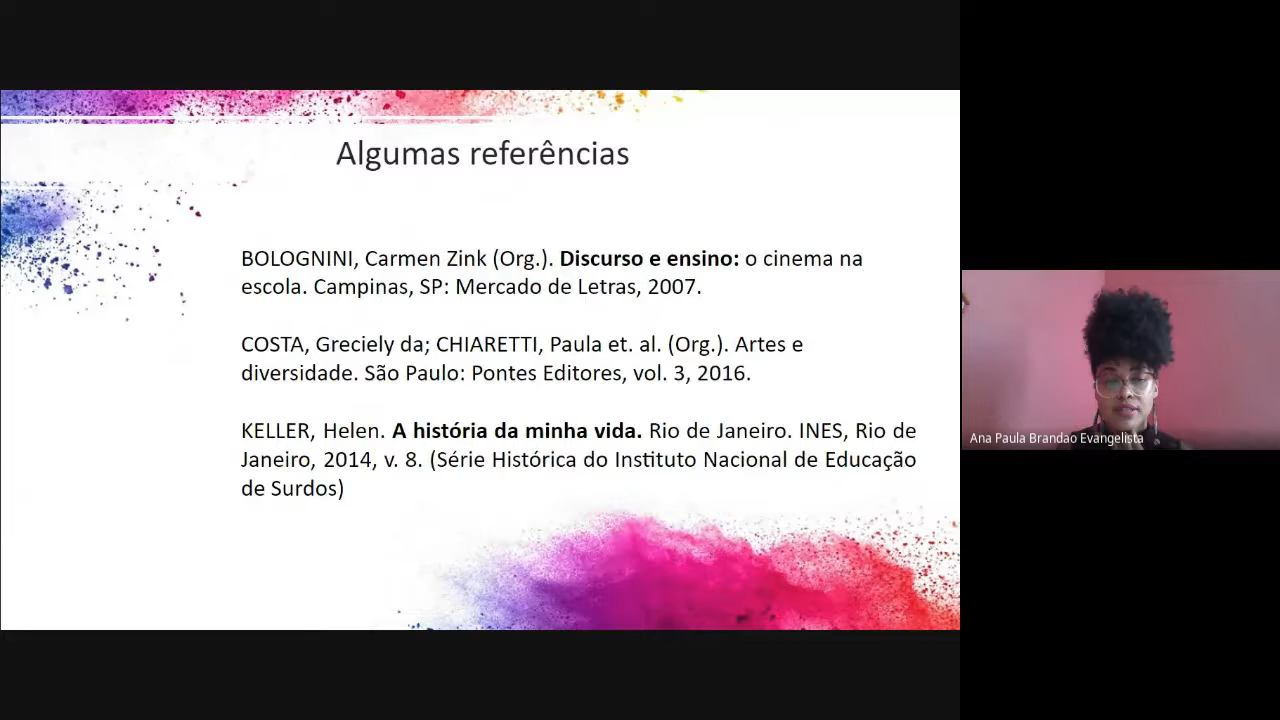 Algumas referências
BOLOGNINI, Carmen Zink (Org.). Discurso e ensino: o cinema na
escola. Campinas, SP: Mercado de Letras, 2007.
COSTA, Greciely da; CHIARETTI, Paula et. al. (Org.). Artes e
diversidade. São Paulo: Pontes Editores, vol. 3, 2016.
KELLER, Helen. A história da minha vida. Rio de Janeiro. INES, Rio de
Janeiro, 2014, v. 8. (Série Histórica do Instituto Nacional de Educação
de Surdos)
Ana Paula Brandao Evangelista